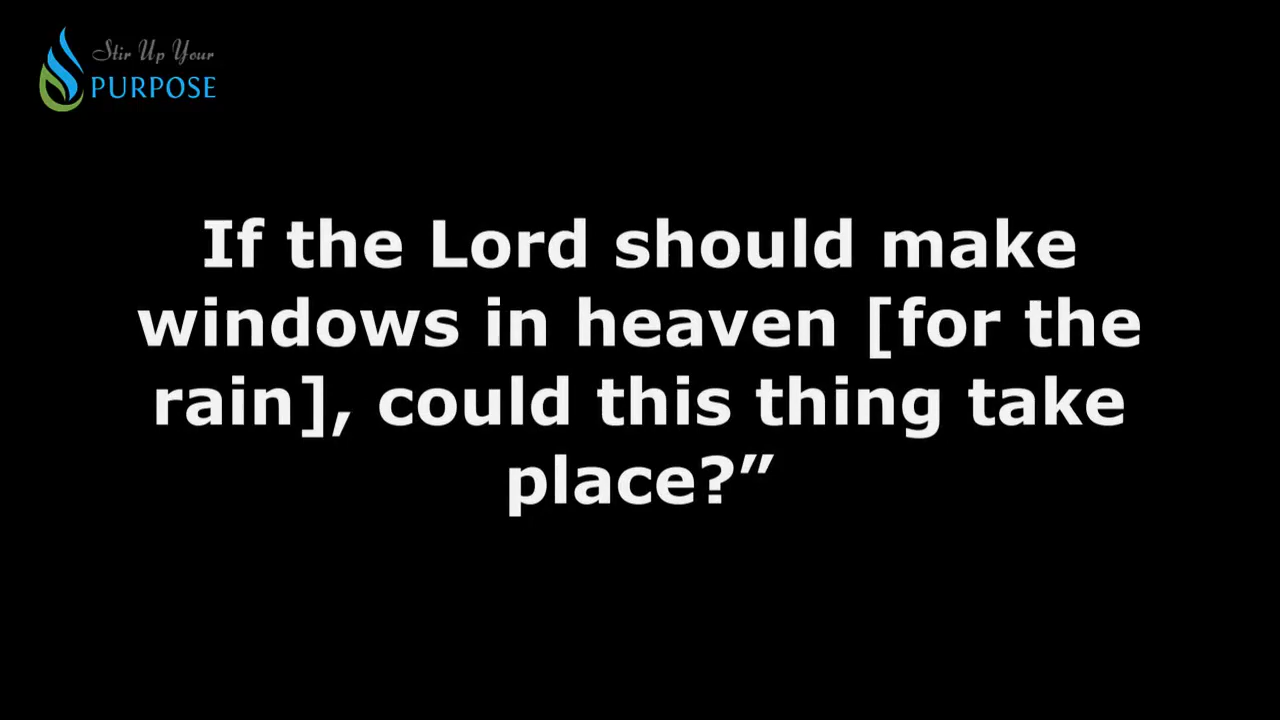 Stir Up Your
PURPOSE
If the Lord should make
windows in heaven [for the
rain], could this thing take
place?”